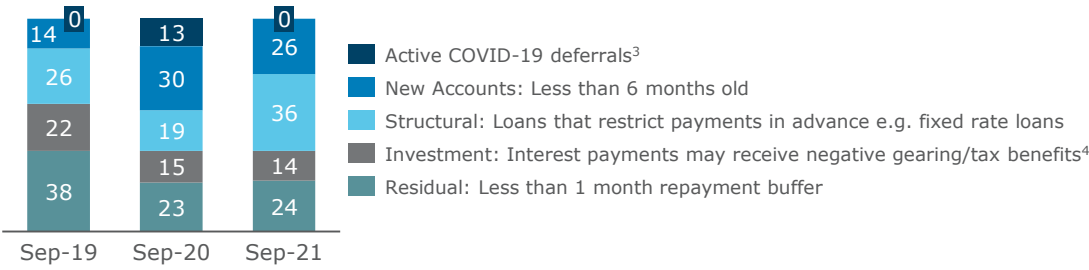 0
14
26
22
38
13
30
19
15
23
0
26
36
14
24
Sep-19 Sep-20 Sep-21
Active COVID-19 deferrals³
New Accounts: Less than 6 months old
Structural: Loans that restrict payments in advance e.g. fixed rate loans
Investment: Interest payments may receive negative gearing/tax benefits⁴
Residual: Less than 1 month repayment buffer